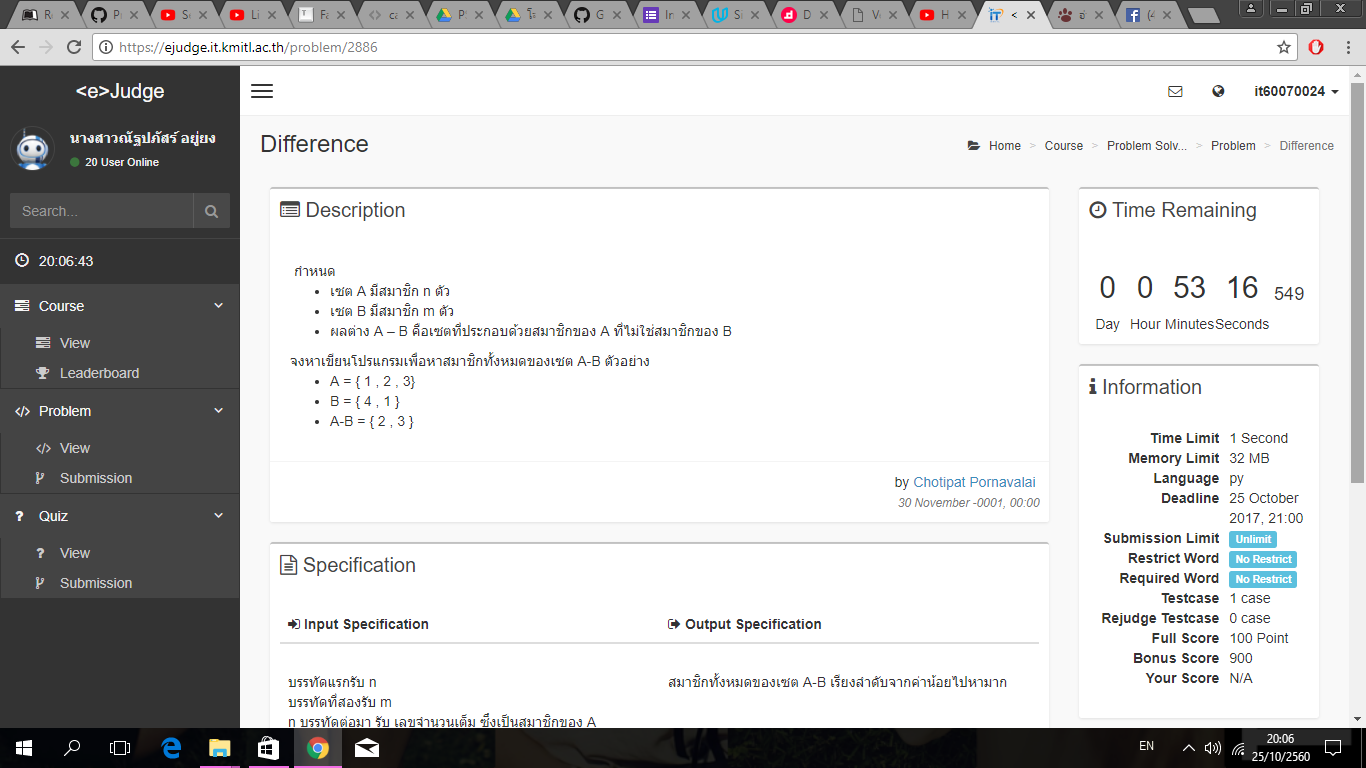 https://ejudge.it.kmitl.ac.th/problem/2886
<e>Judge
it60070024
นางสาวณัฐปภัสร์ อยู่ยง
20 User Online
Search...
20:06:43
Course
View
Leaderboard
Problem
View
Submission
Quiz
View
Submission
Difference
Home > Course > Problem Solv... > Problem > Difference
Description
กำหนด
เซต A มีสมาชิก n ตัว
เซต B มีสมาชิก m ตัว
ผลต่าง A – B คือเซตที่ประกอบด้วยสมาชิกของ A ที่ไม่ใช่สมาชิกของ B
จงหาเขียนโปรแกรมเพื่อหาสมาชิกทั้งหมดของเซต A-B ตัวอย่าง
A = { 1 , 2 , 3}
B = { 4 , 1 }
A-B = { 2 , 3 }
by Chotipat Pornavalai
30 November -0001, 00:00
Specification
Input Specification
Output Specification
บรรทัดแรกรับ n
บรรทัดที่สองรับ m
n บรรทัดต่อมา รับ เลขจำนวนเต็ม ซึ่งเป็นสมาชิกของ A
สมาชิกทั้งหมดของเซต A-B เรียงลำดับจากค่าน้อยไปหามาก
Time Remaining
0 0 53 16 549
Day Hour Minutes Seconds
Information
Time Limit 1 Second
Memory Limit 32 MB
Language py
Deadline 25 October
2017, 21:00
Submission Limit Unlimit
Restrict Word No Restrict
Required Word No Restrict
Testcase 1 case
Rejudge Testcase 0 case
Full Score 100 Point
Bonus Score 900
Your Score N/A
EN
20:06
25/10/2560